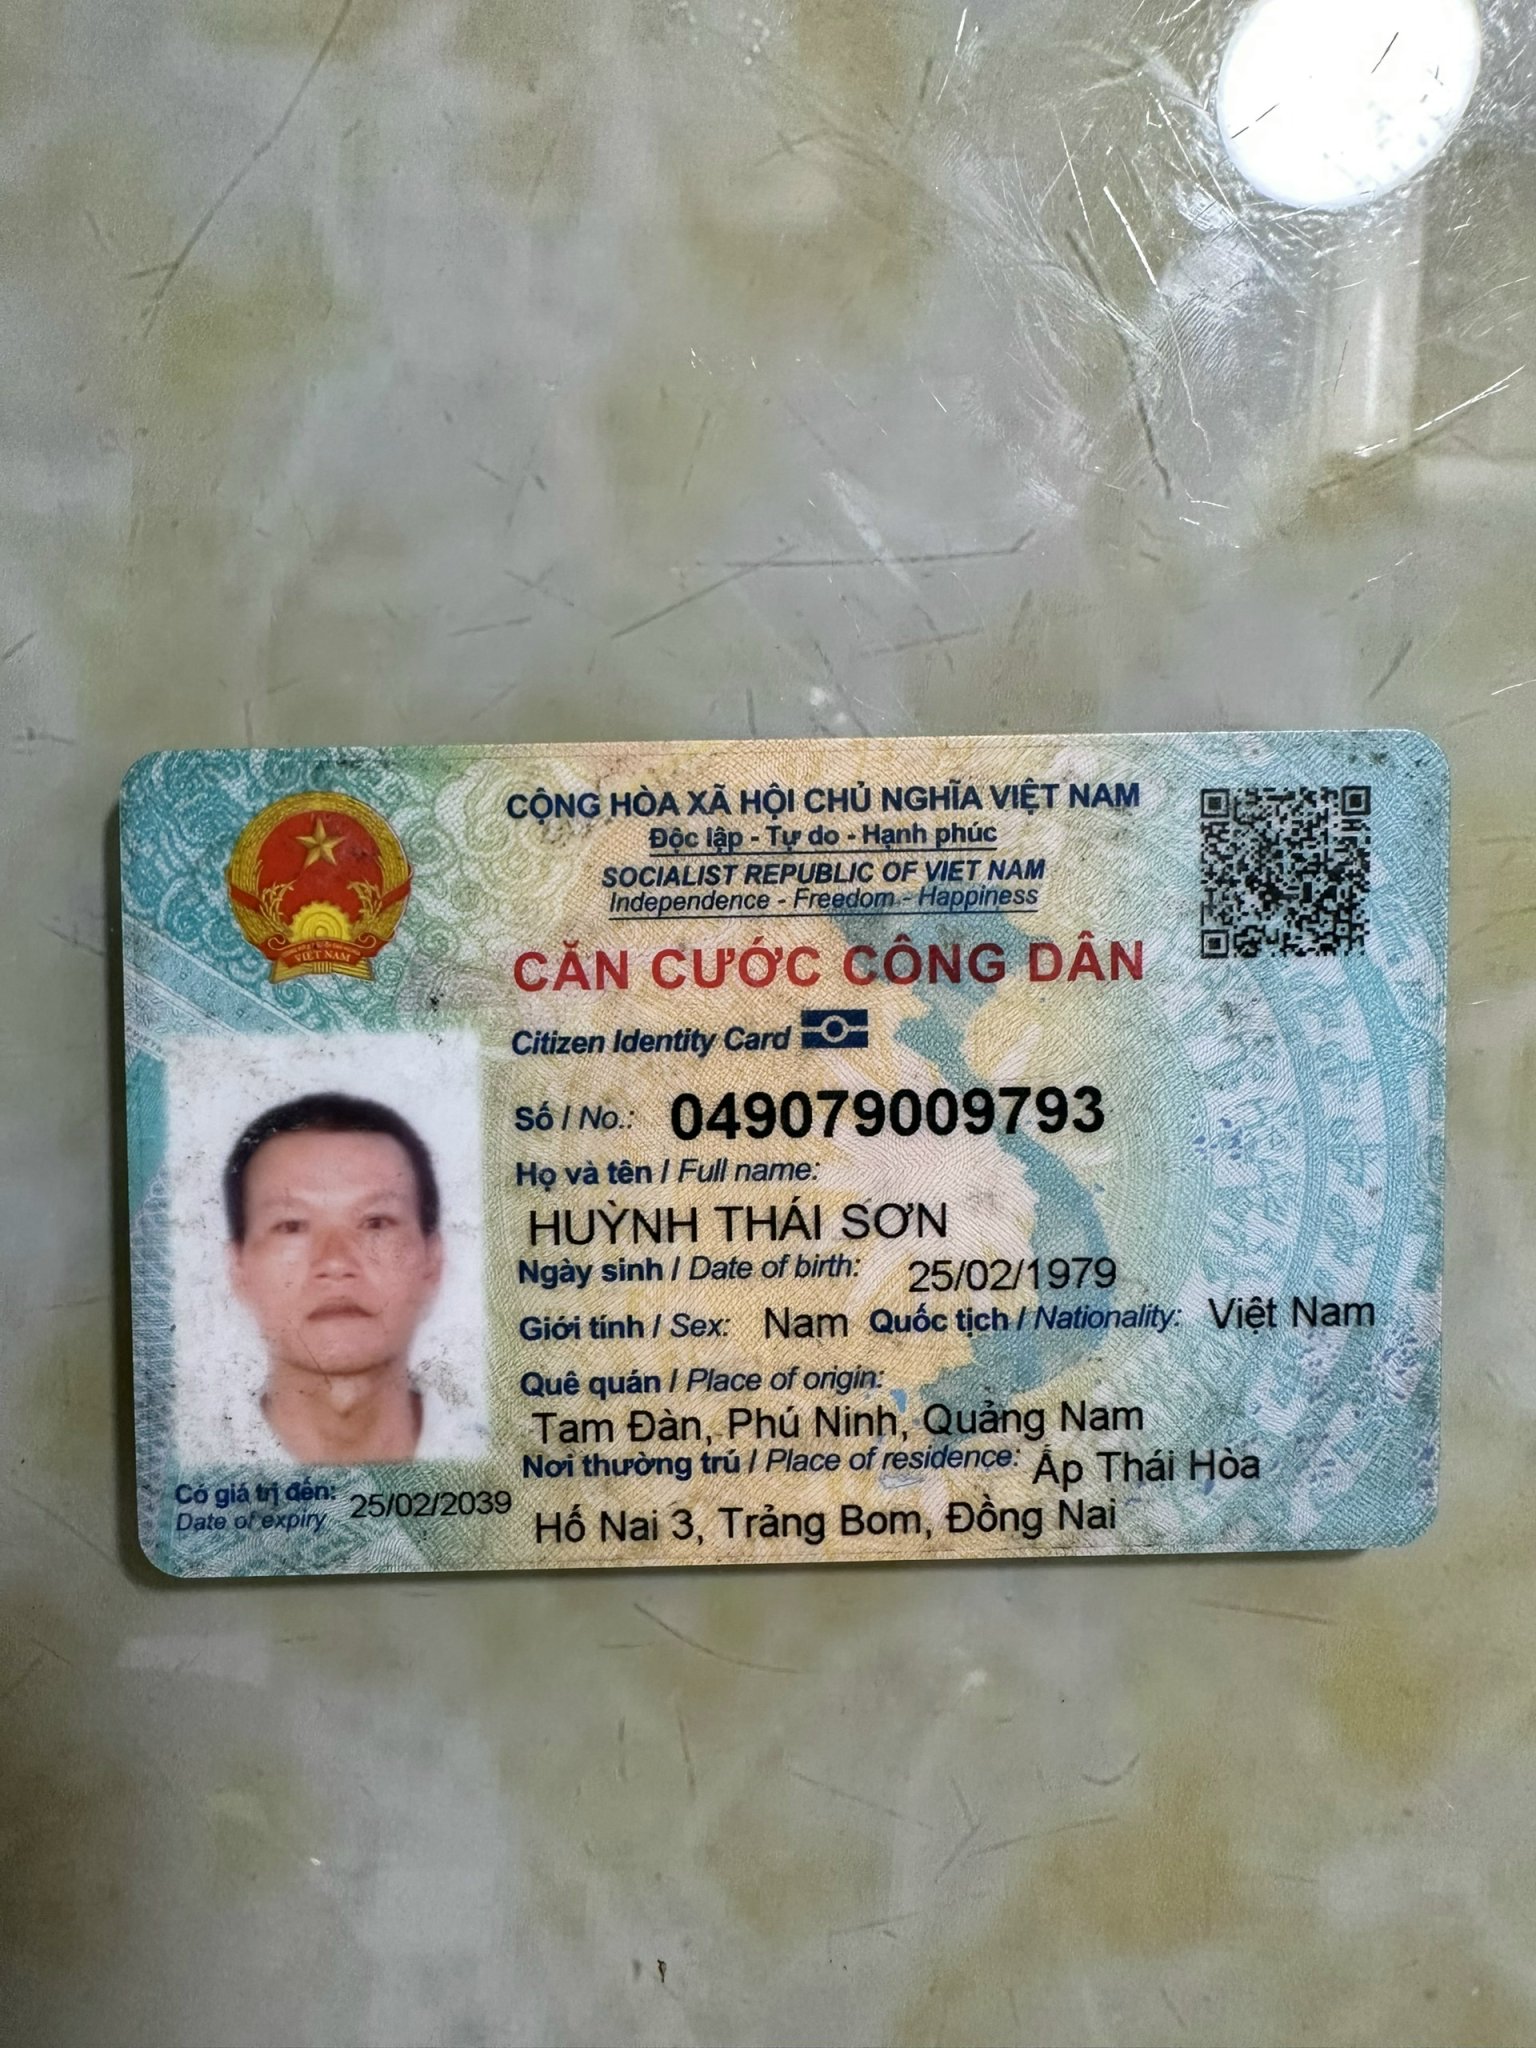 CỘNG HÒA XÃ HỘI CHỦ NGHĨA VIỆT NAM
Độc lập - Tự do - Hạnh phúc
SOCIALIST REPUBLIC OF VIET NAM
Independence - Freedom - Happiness
CĂN CƯỚC CÔNG DÂN
Citizen Identity Card
Số / No.: 049079009793
Họ và tên / Full name:
HUỲNH THÁI SƠN
Ngày sinh / Date of birth: 25/02/1979
Giới tính / Sex: Nam Quốc tịch / Nationality: Việt Nam
Quê quán / Place of origin:
Tam Đàn, Phú Ninh, Quảng Nam
Nơi thường trú / Place of residence: Ấp Thái Hòa
Hố Nai 3, Trảng Bom, Đồng Nai
Có giá trị đến: 25/02/2039
Date of expiry
VIỆT NAM